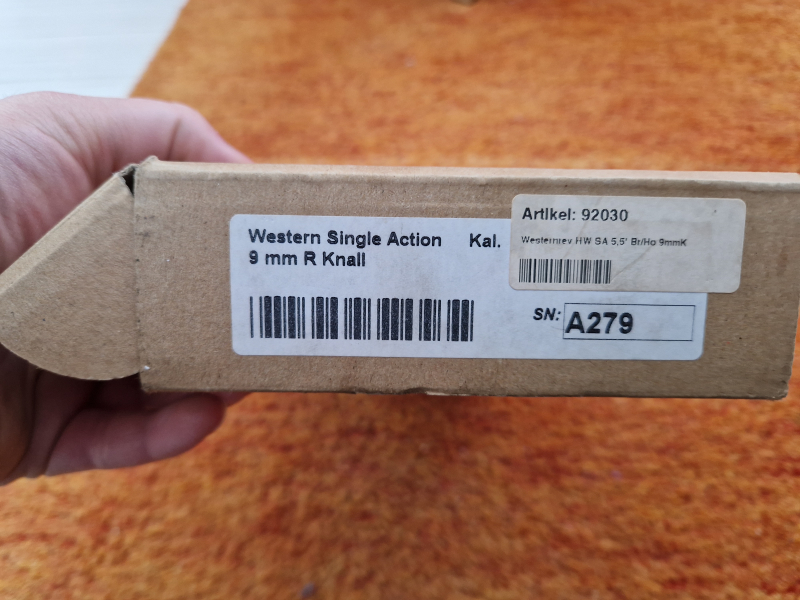 Western Single Action Kal.
9 mm R Knall
Artikel: 92030
Westernrev HW SA 5,5' Br/Ho 9mmK
SN: A279